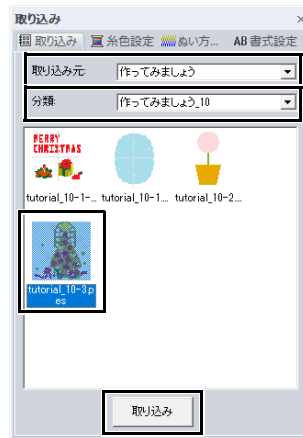 取り込み ×
取り込み 糸色設定 ぬい方... AB 書式設定
取り込み元: 作ってみましょう
分類: 作ってみましょう_10
MERRY
CHRISTMAS
tutorial_10-1-... tutorial_10-1.... tutorial_10-2...
tutorial_10-3.p
es
取り込み